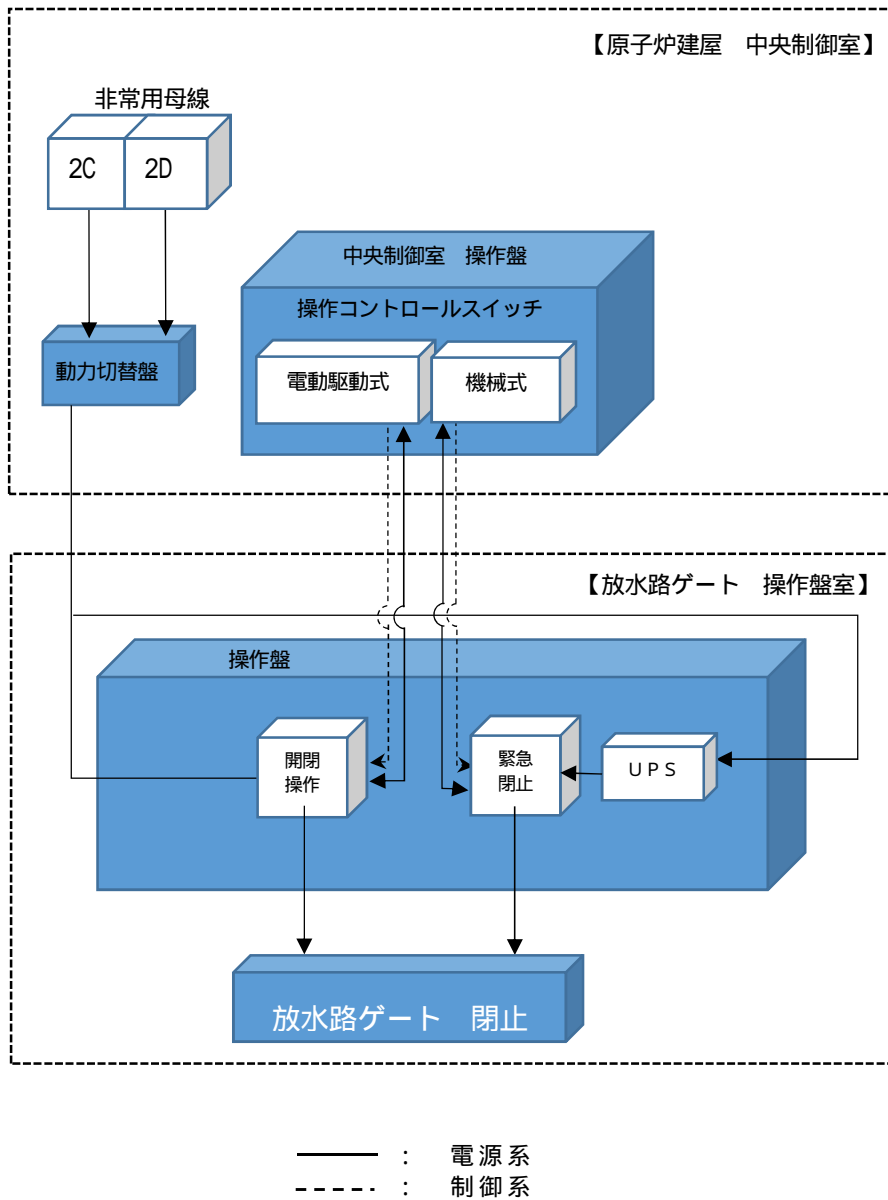 【原子炉建屋　中央制御室】
非常用母線
2C
2D
中央制御室　操作盤
操作コントロールスイッチ
動力切替盤
電動駆動式
機械式
【放水路ゲート　操作盤室】
操作盤
開閉
操作
緊急
閉止
ＵＰＳ
放水路ゲート　閉止
：　電源系
：　制御系